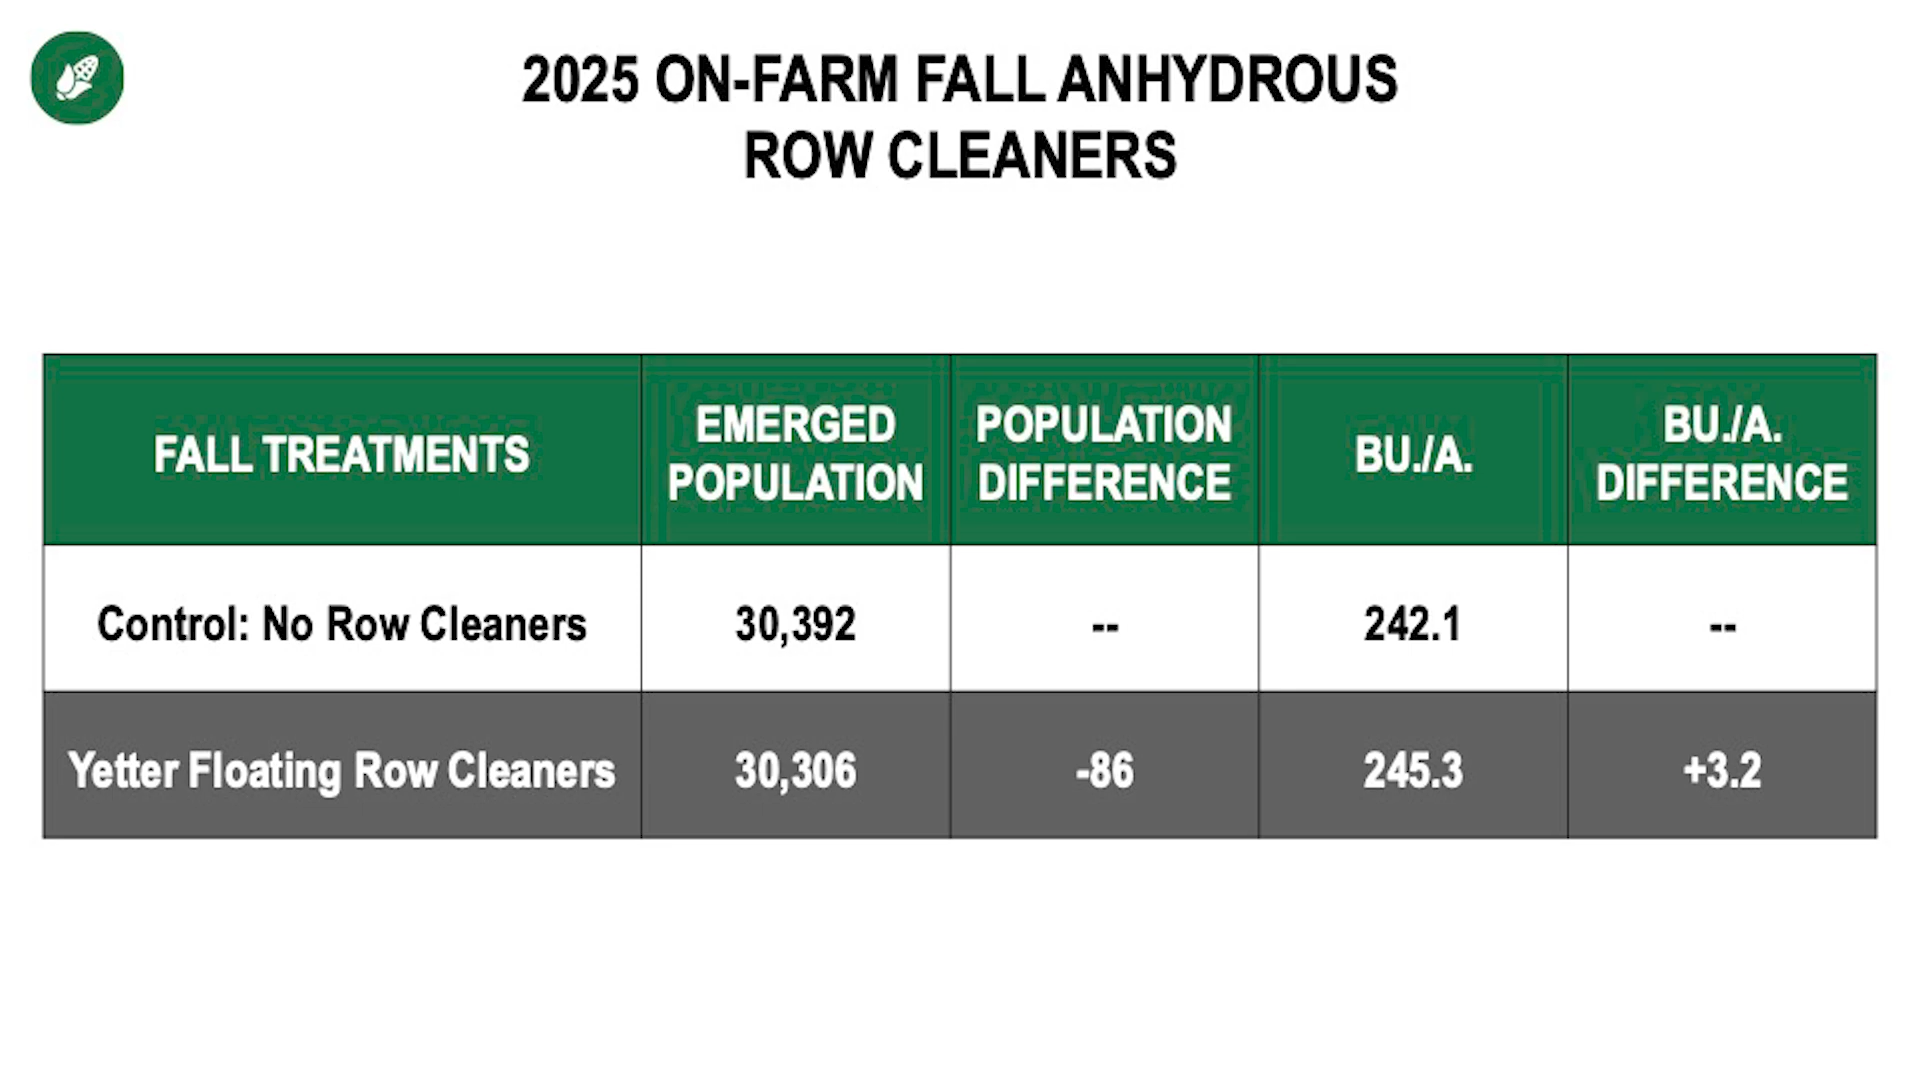 2025 ON-FARM FALL ANHYDROUS
ROW CLEANERS
FALL TREATMENTS
EMERGED
POPULATION
POPULATION
DIFFERENCE
BU./A.
BU./A.
DIFFERENCE
Control: No Row Cleaners
30,392
--
242.1
--
Yetter Floating Row Cleaners
30,306
-86
245.3
+3.2